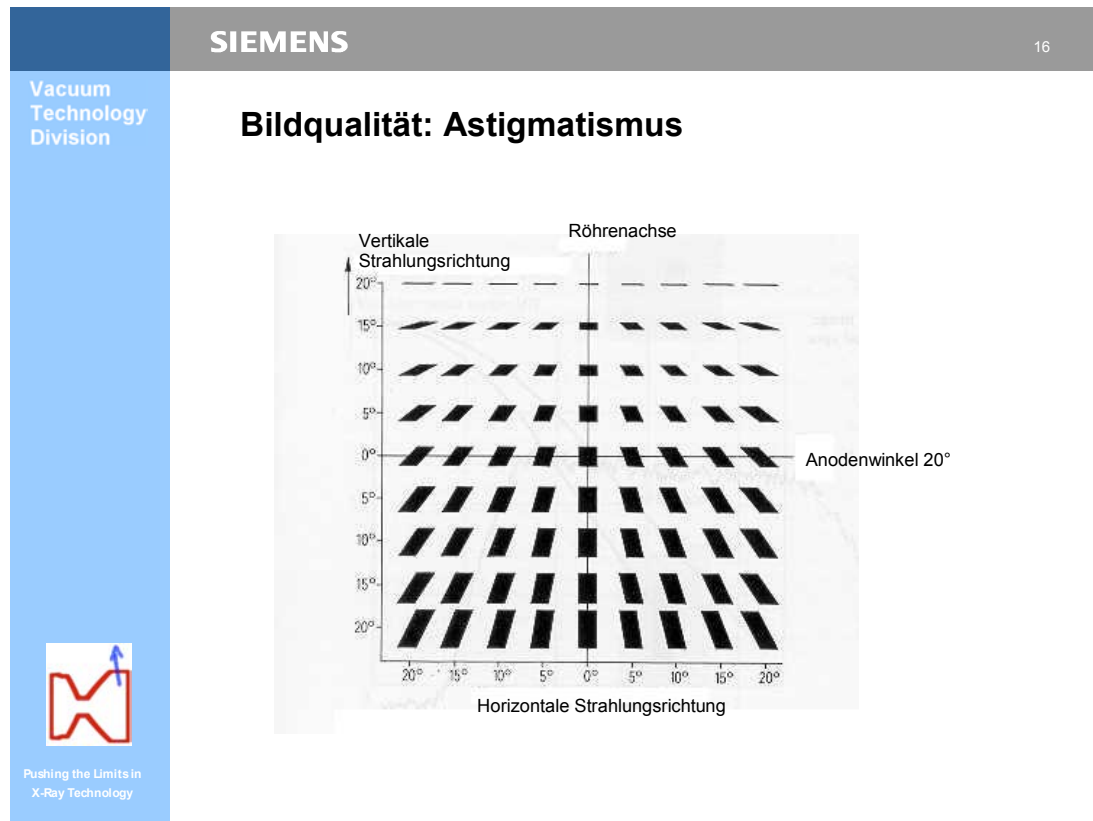 SIEMENS
16
Vacuum
Technology
Division
Bildqualität: Astigmatismus
Röhrenachse
Vertikale
Strahlungsrichtung
20°
15°
10°
5°
0°
Anodenwinkel 20°
5°
10°
15°
20°
20° 15° 10° 5° 0° 5° 10° 15° 20°
Horizontale Strahlungsrichtung
Pushing the Limits in
X-Ray Technology